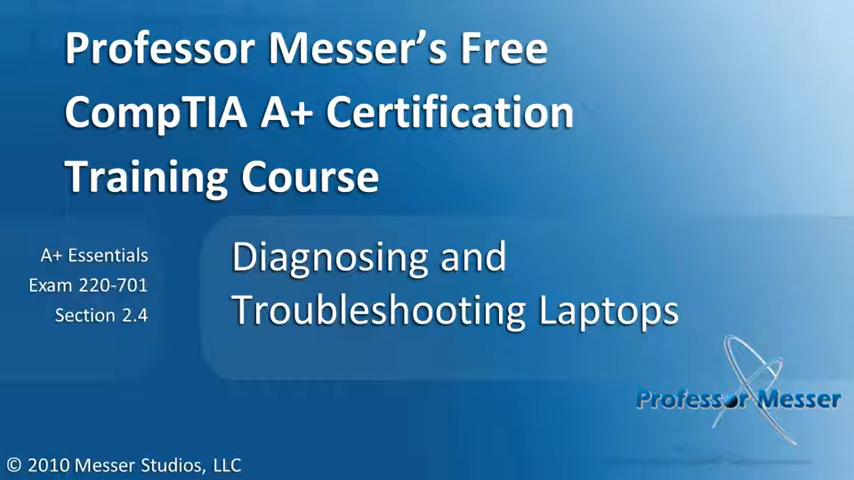 Professor Messer's Free
CompTIA A+ Certification
Training Course
A+ Essentials
Exam 220-701
Section 2.4
Diagnosing and
Troubleshooting Laptops
Professor Messer
© 2010 Messer Studios, LLC